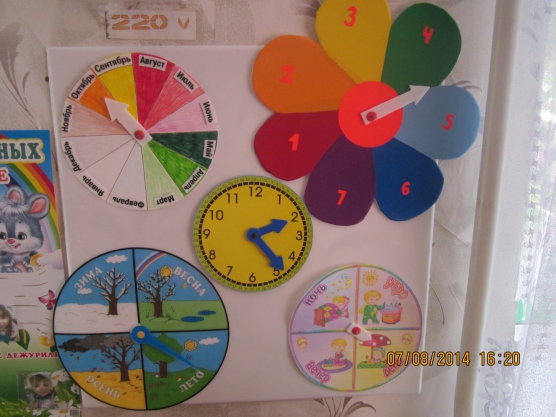 220 V
Август
Сентябрь
Июль
Октябрь
Июнь
Ноябрь
Май
Декабрь
Апрель
Январь
Март
Февраль
3
4
2
5
1
6
7
12
11
1
10
2
9
3
8
4
7
5
6
НЫХ
Е
ДЕЖУРН
ЗИМА
ВЕСНА
ОСЕНЬ
ЛЕТО
НОЧЬ
УТРО
ВЕЧЕР
07/08/2014 16:20